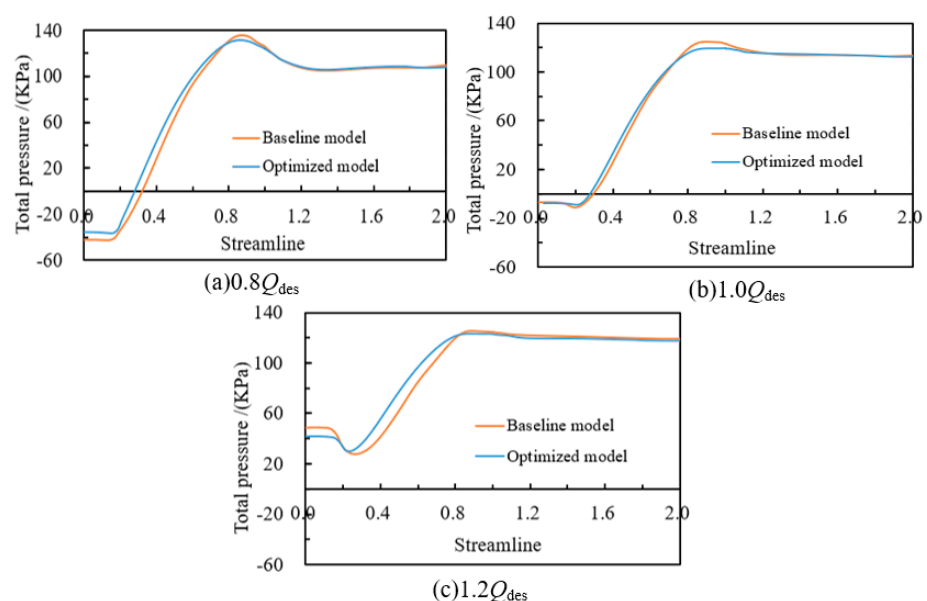 140
100
60
20
-20
-60
Total pressure /(KPa)
0.0 0.4 0.8 1.2 1.6 2.0
Streamline
Baseline model
Optimized model
(a)0.8Qdes
140
100
60
20
-20
-60
Total pressure /(KPa)
0.0 0.4 0.8 1.2 1.6 2.0
Streamline
Baseline model
Optimized model
(b)1.0Qdes
140
100
60
20
-20
-60
Total pressure /(KPa)
0.0 0.4 0.8 1.2 1.6 2.0
Streamline
Baseline model
Optimized model
(c)1.2Qdes